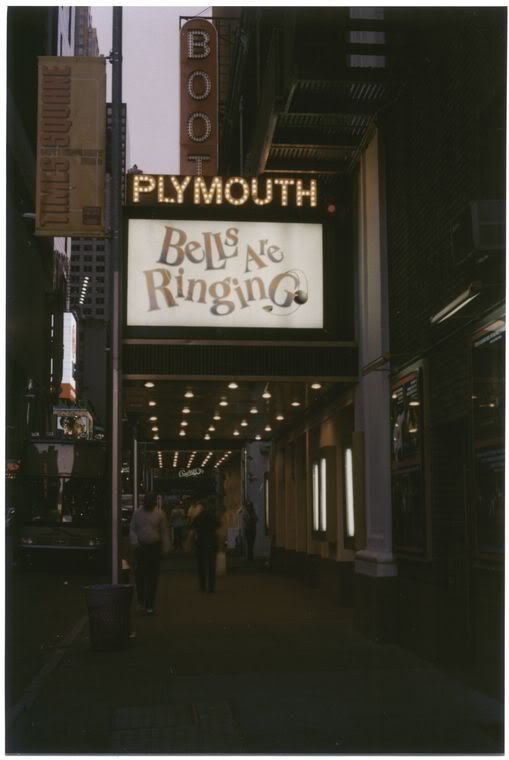 BOOT
TIMES SQUARE
PLYMOUTH
Bells Are
Ringing